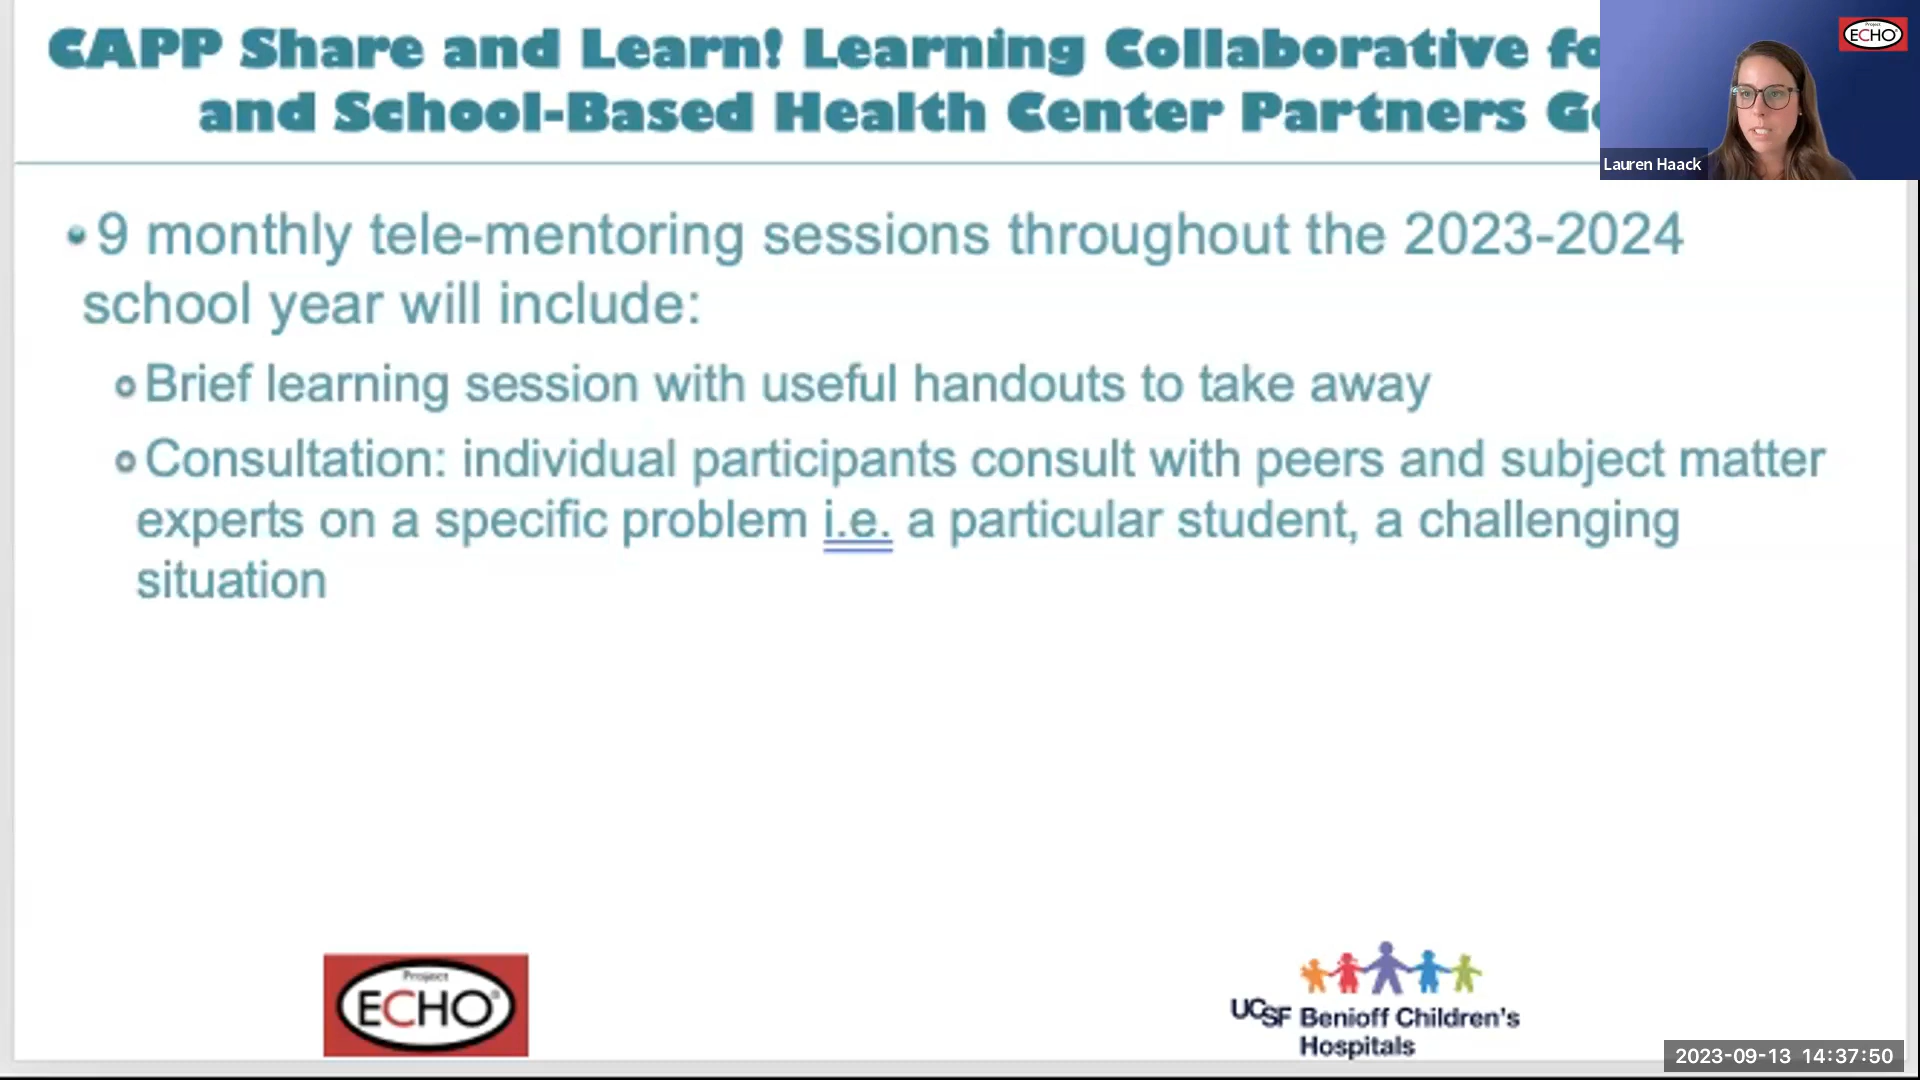 CAPP Share and Learn! Learning Collaborative
and School-Based Health Center Partners
Project
ECHO
Lauren Haack
9 monthly tele-mentoring sessions throughout the 2023-2024
school year will include:
Brief learning session with useful handouts to take away
Consultation: individual participants consult with peers and subject matter
experts on a specific problem i.e. a particular student, a challenging
situation
Project
ECHO®
UCSF Benioff Children's
Hospitals
2023-09-13 14:37:50